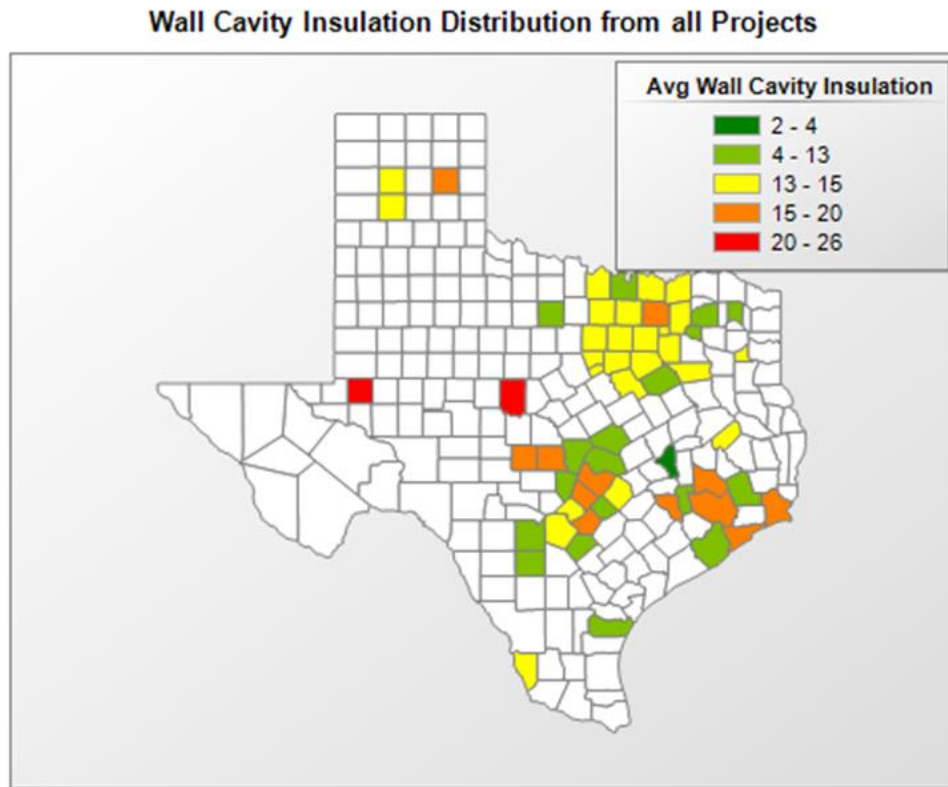 Wall Cavity Insulation Distribution from all Projects
Avg Wall Cavity Insulation
2 - 4
4 - 13
13 - 15
15 - 20
20 - 26